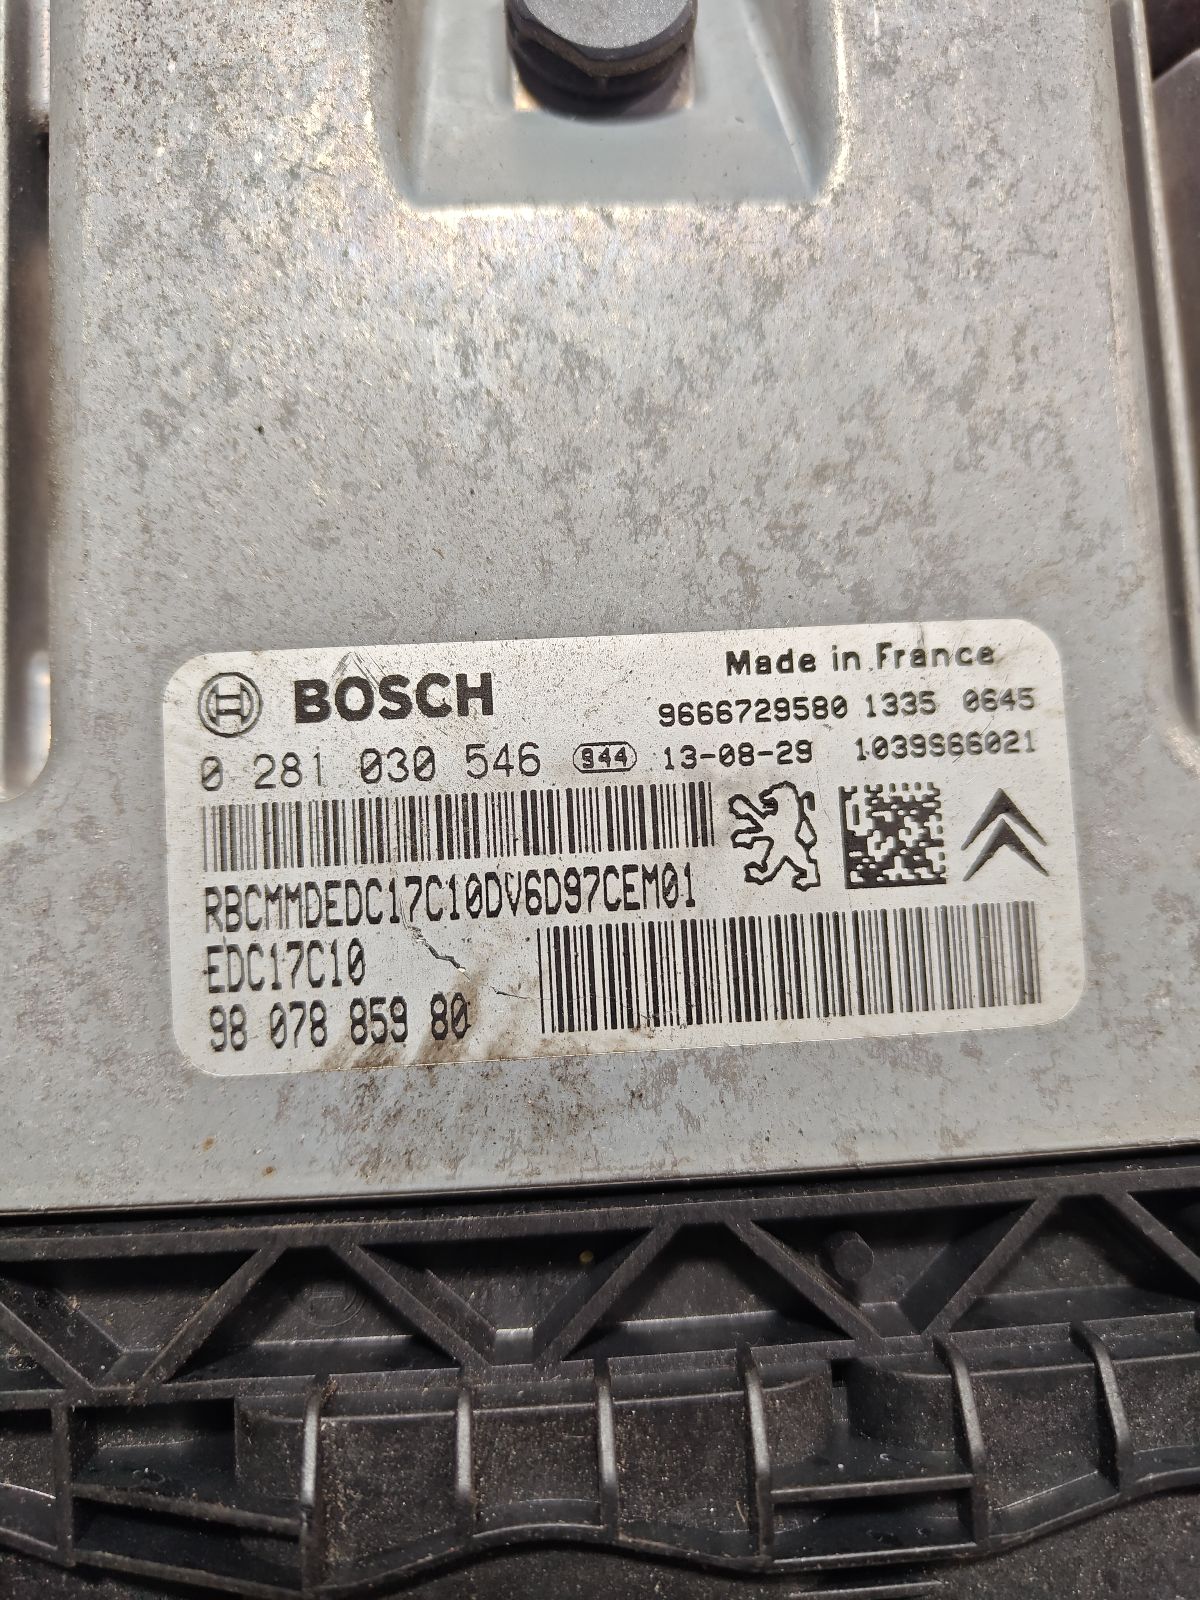 BOSCH
Made in France
9666729580 1335 0645
0 281 030 546 S44 13-08-29 1039S66021
RBCMMDEDC17C10DV6D97CEM01
EDC17C10
98 078 859 80